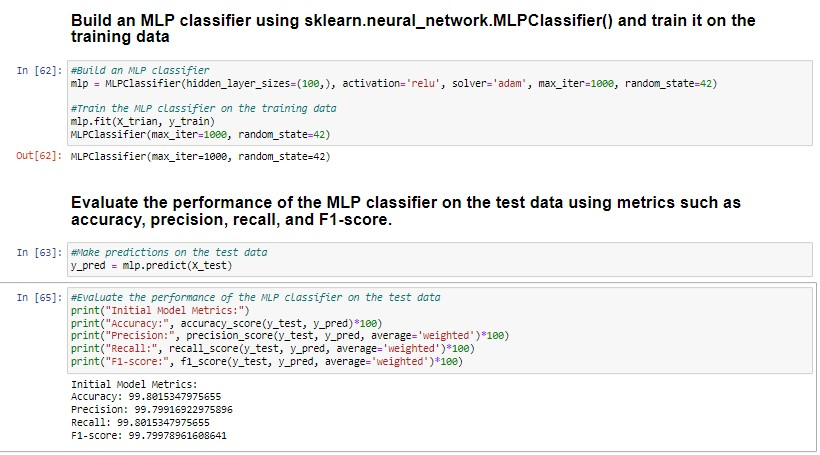 Build an MLP classifier using sklearn.neural_network.MLPClassifier() and train it on the
training data
In [62]: #Build an MLP classifier
mlp = MLPClassifier(hidden_layer_sizes=(100,), activation='relu', solver='adam', max_iter=1000, random_state=42)
#Train the MLP classifier on the training data
mlp.fit(X_trian, y_train)
MLPClassifier(max_iter=1000, random_state=42)
Out[62]: MLPClassifier(max_iter=1000, random_state=42)
Evaluate the performance of the MLP classifier on the test data using metrics such as
accuracy, precision, recall, and F1-score.
In [63]: #Make predictions on the test data
y_pred = mlp.predict(X_test)
In [65]: #Evaluate the performance of the MLP classifier on the test data
print("Initial Model Metrics:")
print("Accuracy:", accuracy_score(y_test, y_pred)*100)
print("Precision:", precision_score(y_test, y_pred, average='weighted')*100)
print("Recall:", recall_score(y_test, y_pred, average='weighted')*100)
print("F1-score:", f1_score(y_test, y_pred, average='weighted')*100)
Initial Model Metrics:
Accuracy: 99.8015347975655
Precision: 99.79916922975896
Recall: 99.8015347975655
F1-score: 99.79978961608641